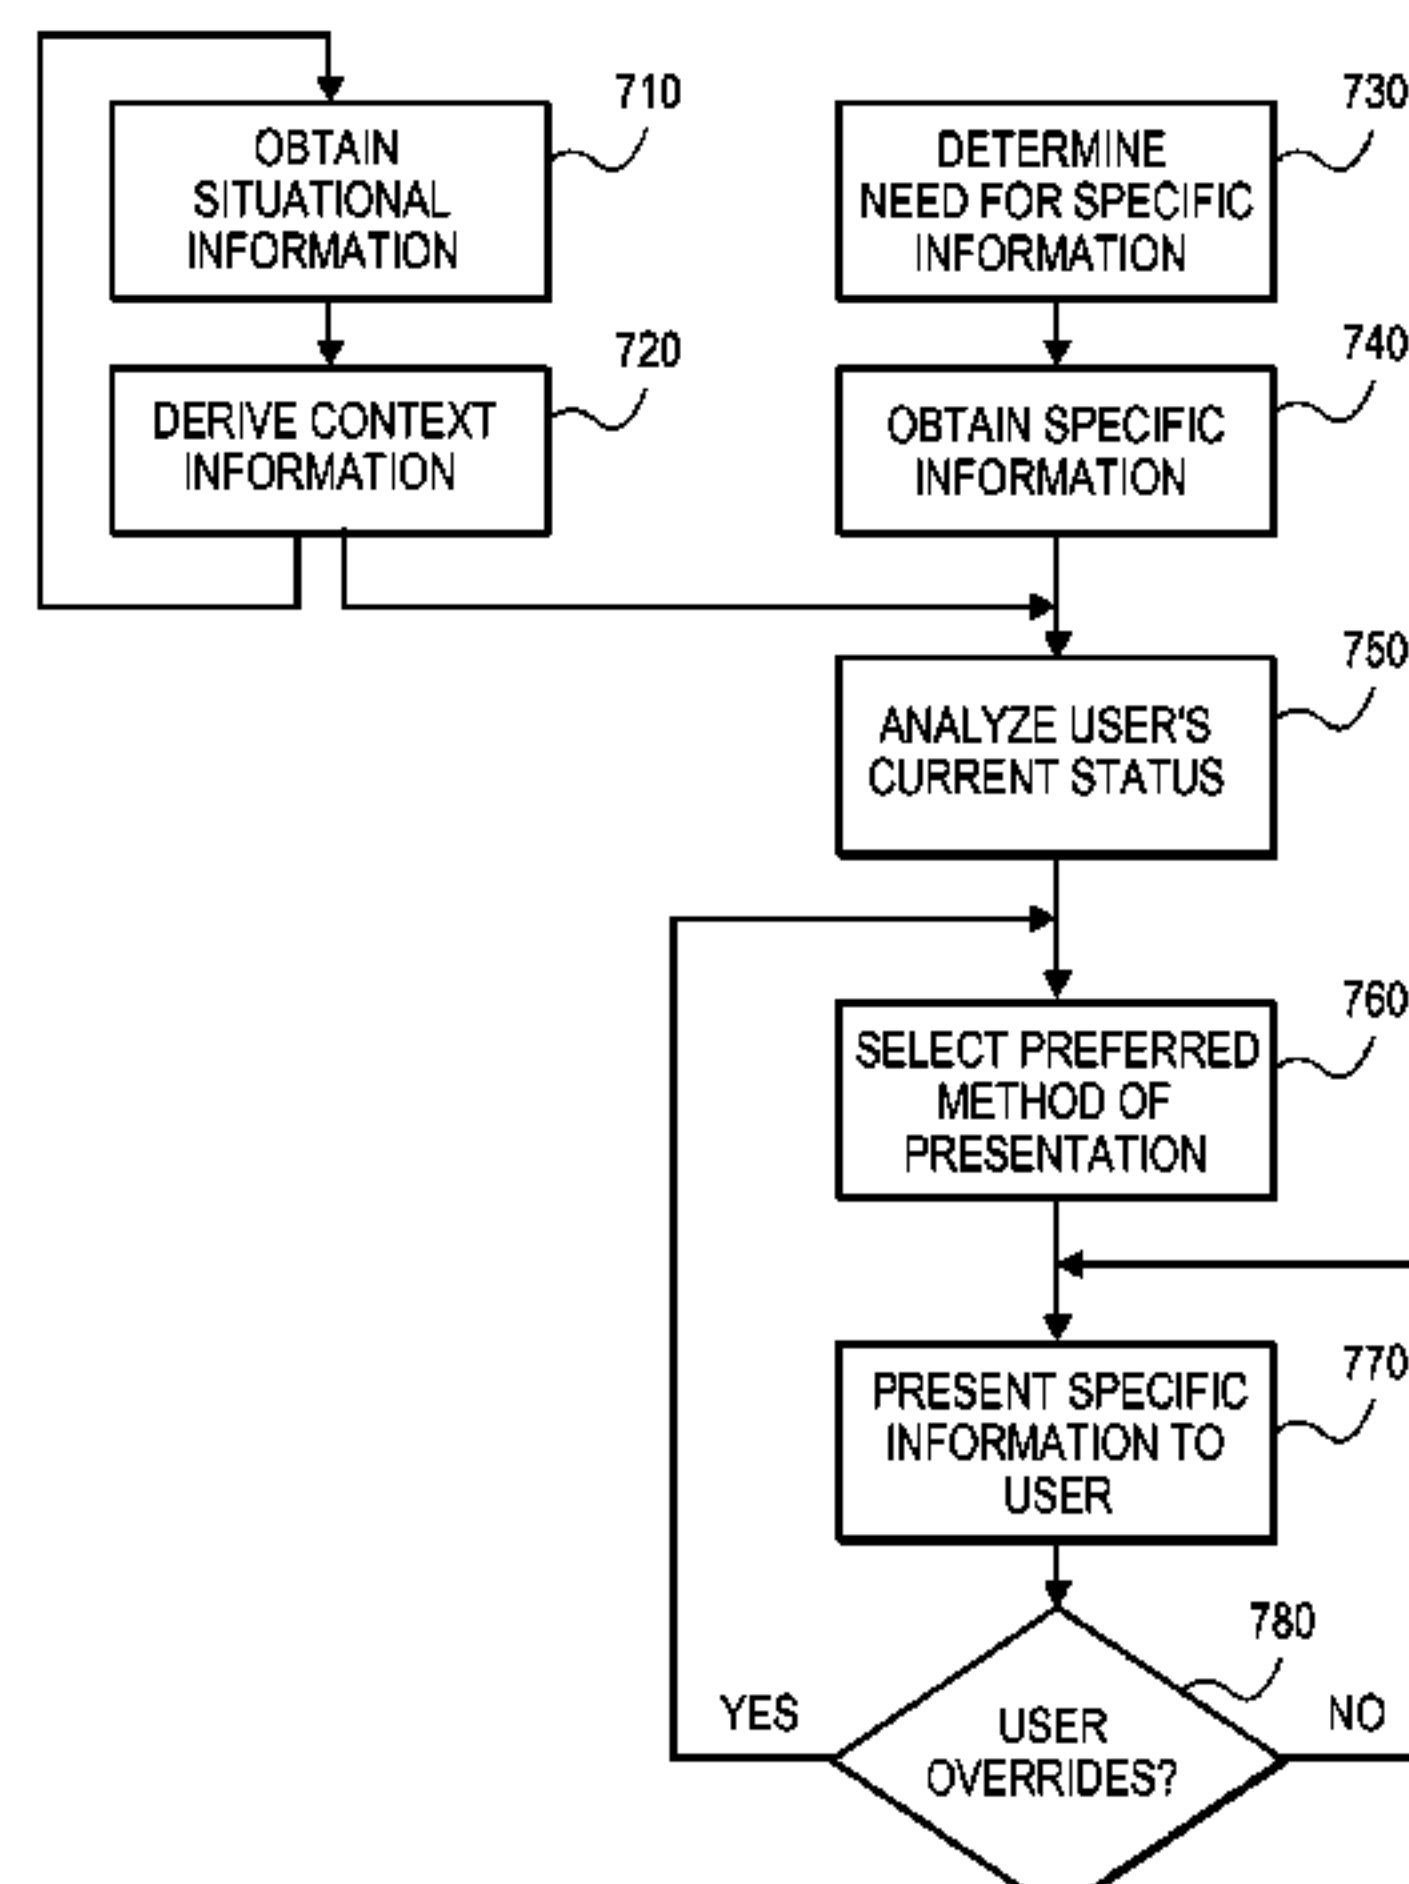 710
OBTAIN
SITUATIONAL
INFORMATION
720
DERIVE CONTEXT
INFORMATION
730
DETERMINE
NEED FOR SPECIFIC
INFORMATION
740
OBTAIN SPECIFIC
INFORMATION
750
ANALYZE USER'S
CURRENT STATUS
760
SELECT PREFERRED
METHOD OF
PRESENTATION
770
PRESENT SPECIFIC
INFORMATION TO
USER
780
YES
USER
OVERRIDES?
NO